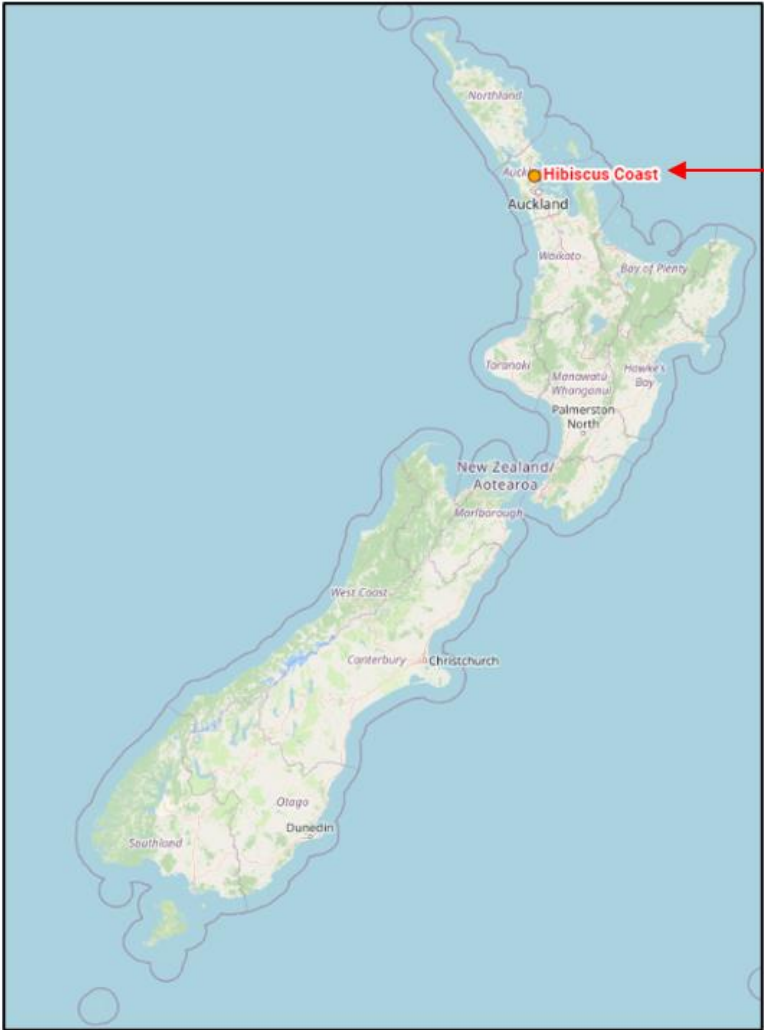 Northland
Hibiscus Coast
Auckland
Waikato
Bay of Plenty
Taranaki
Hawke's
Bay
Manawatū
Whanganui
Palmerston
North
New Zealand/
Aotearoa
Marlborough
West Coast
Canterbury
Christchurch
Otago
Dunedin
Southland